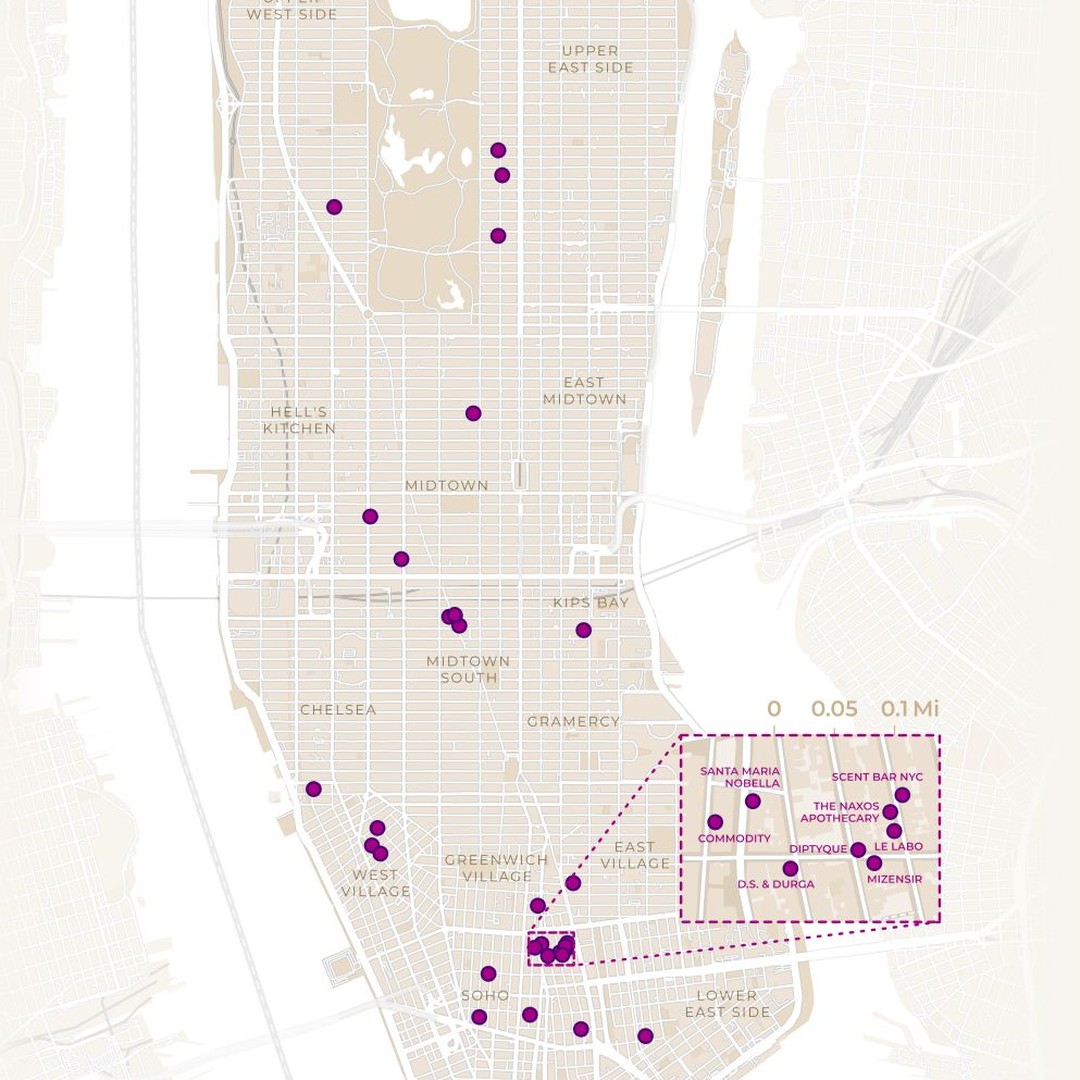 UPPER
WEST SIDE
UPPER
EAST SIDE
EAST
MIDTOWN
HELL'S
KITCHEN
MIDTOWN
KIPS BAY
MIDTOWN
SOUTH
CHELSEA
GRAMERCY
0 0.05 0.1 Mi
SANTA MARIA
NOBELLA
SCENT BAR NYC
THE NAXOS
APOTHECARY
COMMODITY
LE LABO
DIPTYQUE
D.S. & DURGA
MIZENSIR
EAST
VILLAGE
GREENWICH
VILLAGE
WEST
VILLAGE
SOHO
LOWER
EAST SIDE